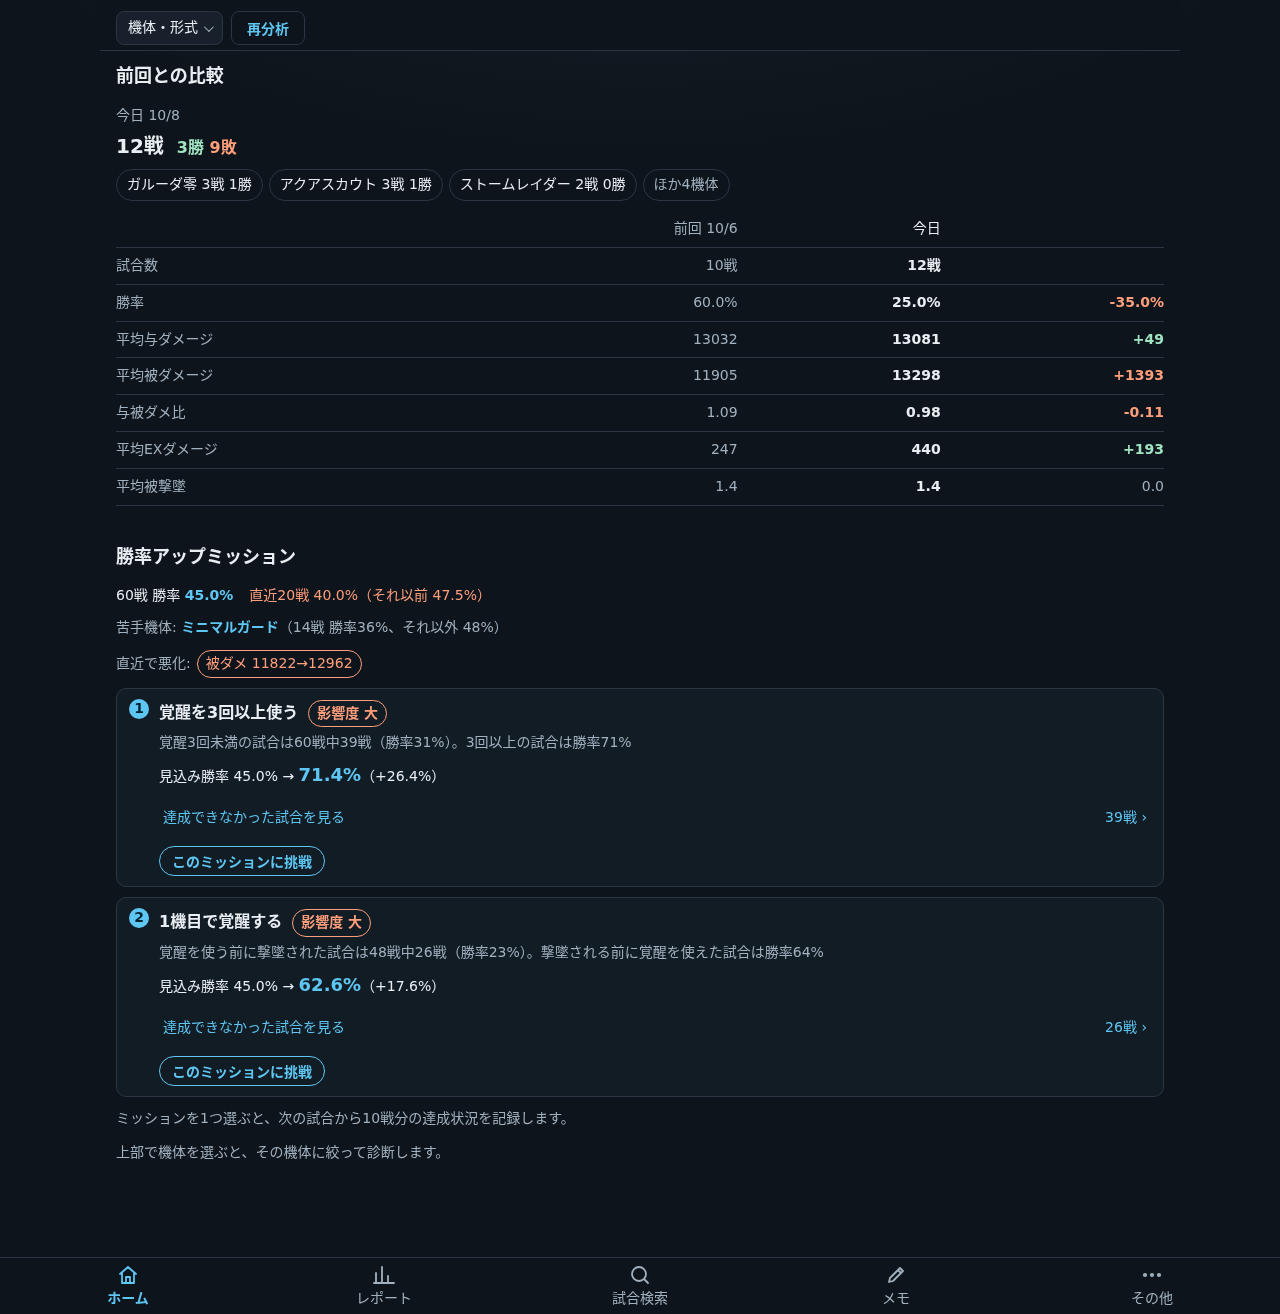 機体・形式 再分析
前回との比較
今日 10/8
12戦 3勝 9敗
ガルーダ零 3戦 1勝 アクアスカウト 3戦 1勝 ストームレイダー 2戦 0勝 ほか4機体
前回 10/6 今日
試合数 10戦 12戦
勝率 60.0% 25.0% -35.0%
平均与ダメージ 13032 13081 +49
平均被ダメージ 11905 13298 +1393
与被ダメ比 1.09 0.98 -0.11
平均EXダメージ 247 440 +193
平均被撃墜 1.4 1.4 0.0
勝率アップミッション
60戦 勝率 45.0% 直近20戦 40.0%（それ以前 47.5%）
苦手機体: ミニマルガード（14戦 勝率36%、それ以外 48%）
直近で悪化: 被ダメ 11822→12962
1 覚醒を3回以上使う 影響度 大
覚醒3回未満の試合は60戦中39戦（勝率31%）。3回以上の試合は勝率71%
見込み勝率 45.0% → 71.4%（+26.4%）
達成できなかった試合を見る 39戦 ›
このミッションに挑戦
2 1機目で覚醒する 影響度 大
覚醒を使う前に撃墜された試合は48戦中26戦（勝率23%）。撃墜される前に覚醒を使えた試合は勝率64%
見込み勝率 45.0% → 62.6%（+17.6%）
達成できなかった試合を見る 26戦 ›
このミッションに挑戦
ミッションを1つ選ぶと、次の試合から10戦分の達成状況を記録します。
上部で機体を選ぶと、その機体に絞って診断します。
ホーム レポート 試合検索 メモ その他